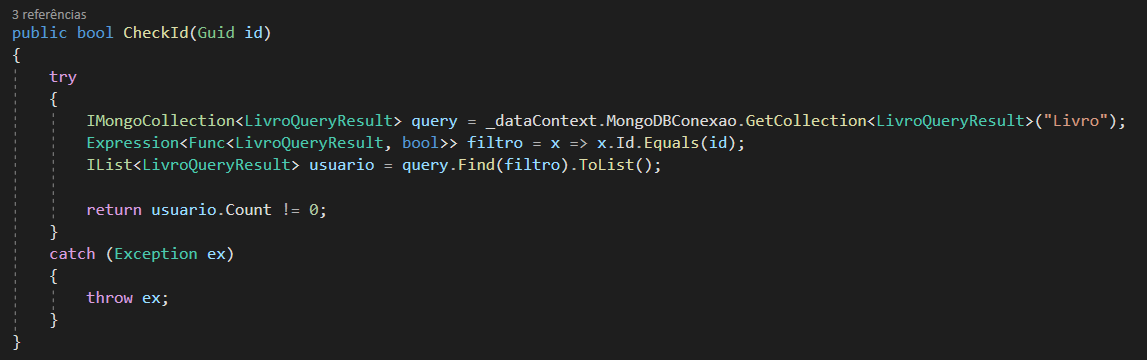 3 referências
public bool CheckId(Guid id)
{
    try
    {
        IMongoCollection<LivroQueryResult> query = _dataContext.MongoDBConexao.GetCollection<LivroQueryResult>("Livro");
        Expression<Func<LivroQueryResult, bool>> filtro = x => x.Id.Equals(id);
        IList<LivroQueryResult> usuario = query.Find(filtro).ToList();

        return usuario.Count != 0;
    }
    catch (Exception ex)
    {
        throw ex;
    }
}